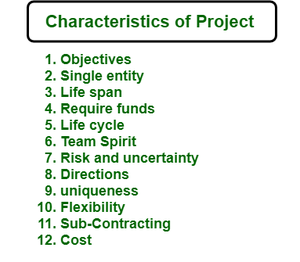 Characteristics of Project
1. Objectives
2. Single entity
3. Life span
4. Require funds
5. Life cycle
6. Team Spirit
7. Risk and uncertainty
8. Directions
9. uniqueness
10. Flexibility
11. Sub-Contracting
12. Cost